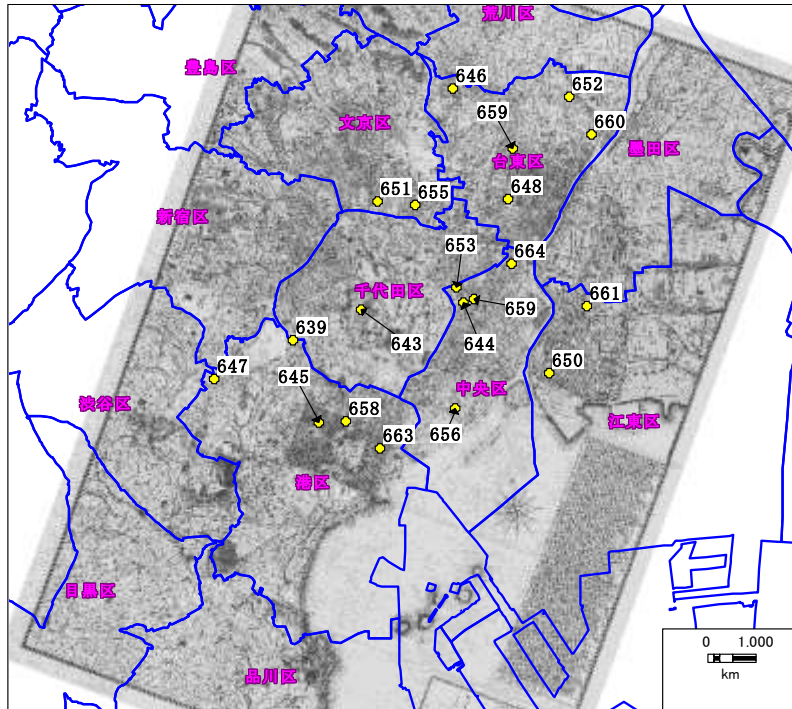 荒川区
豊島区
646
652
文京区
659
660
台東区
墨田区
651
655
648
新宿区
653
664
千代田区
659
661
643
644
639
647
645
650
渋谷区
658
中央区
656
江東区
663
港区
目黒区
品川区
0 1.000
km